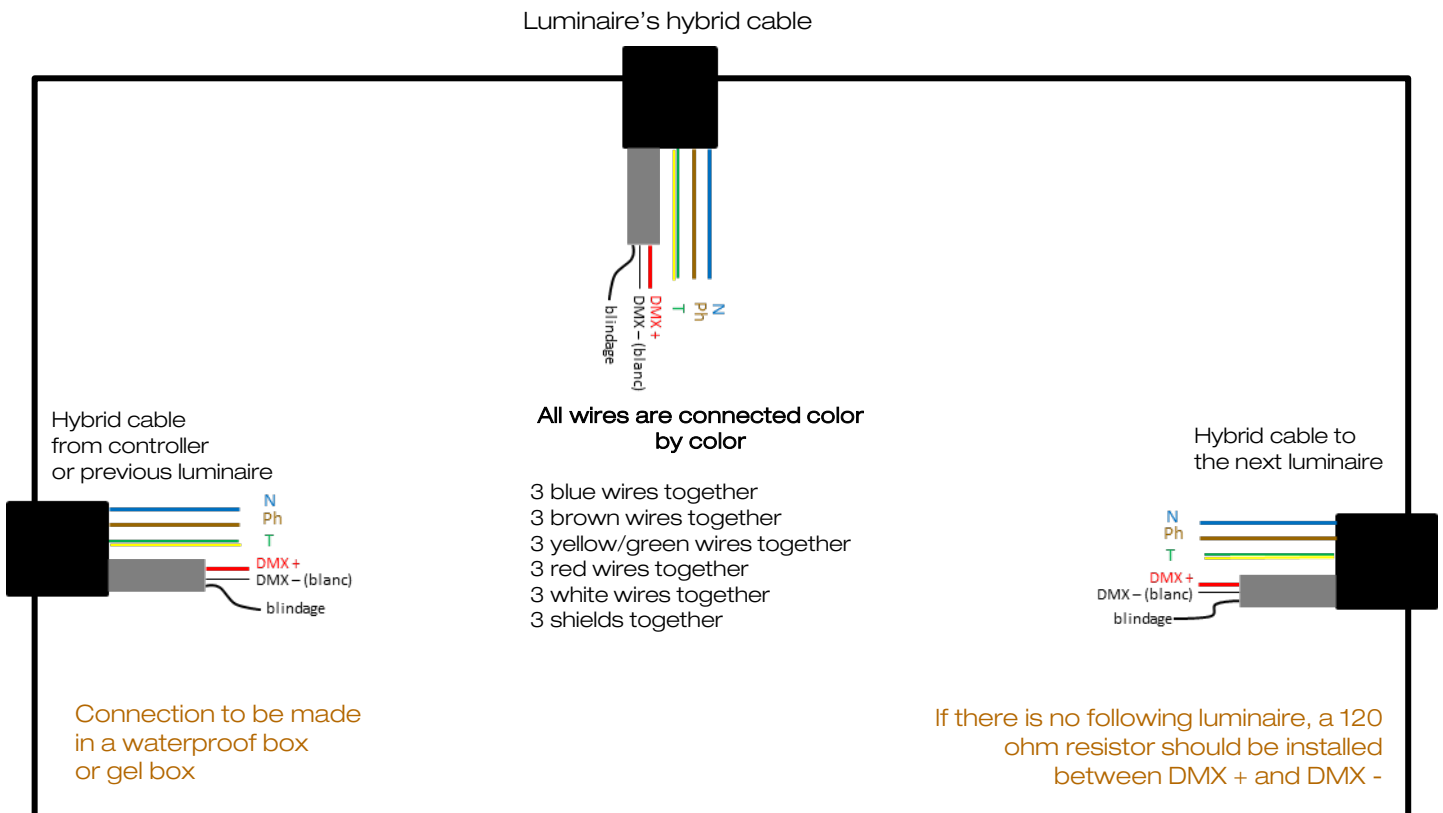 Luminaire's hybrid cable
N
Ph
T
DMX +
DMX – (blanc)
blindage
All wires are connected color
by color
3 blue wires together
3 brown wires together
3 yellow/green wires together
3 red wires together
3 white wires together
3 shields together
Hybrid cable
from controller
or previous luminaire
N
Ph
T
DMX +
DMX – (blanc)
blindage
Hybrid cable to
the next luminaire
N
Ph
T
DMX +
DMX – (blanc)
blindage
Connection to be made
in a waterproof box
or gel box
If there is no following luminaire, a 120
ohm resistor should be installed
between DMX + and DMX -